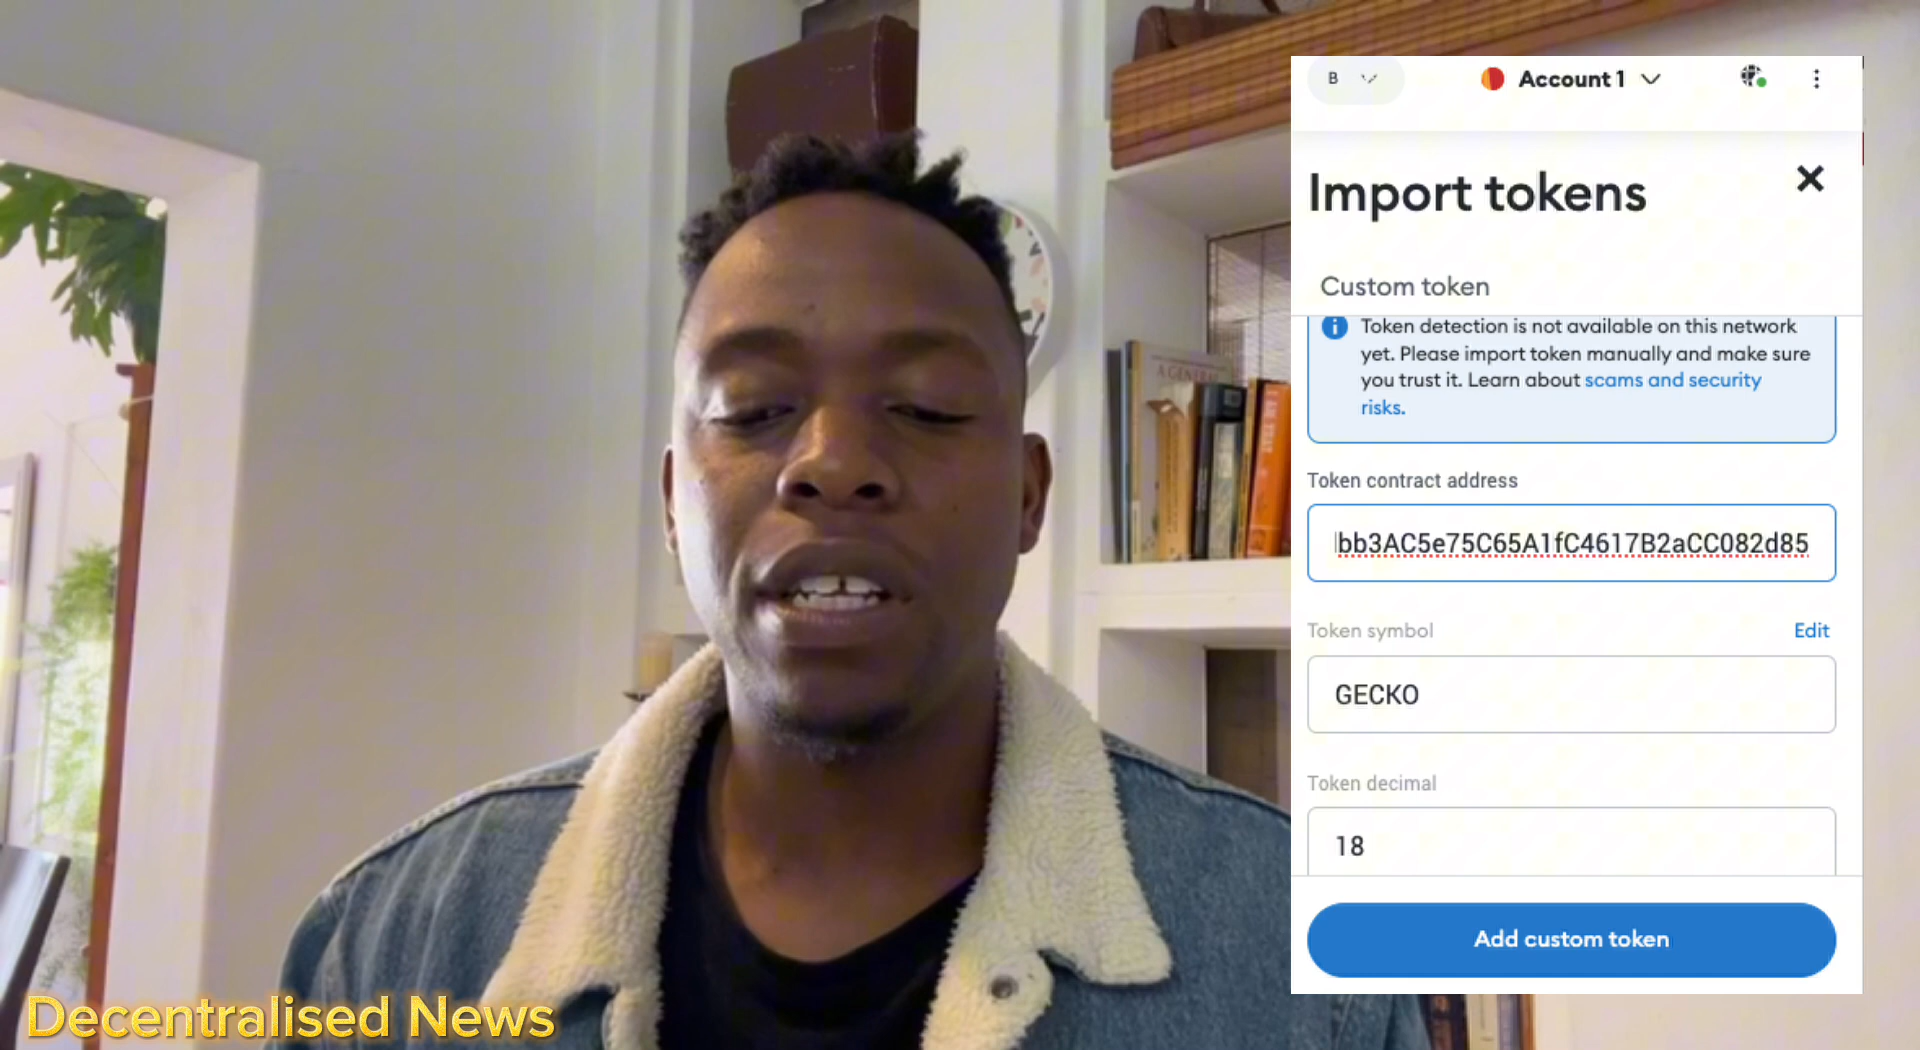 B
Account 1
Import tokens
Custom token
Token detection is not available on this network
yet. Please import token manually and make sure
you trust it. Learn about scams and security
risks.
Token contract address
bb3AC5e75C65A1fC4617B2aCC082d85
Token symbol
Edit
GECKO
Token decimal
18
Add custom token
A GENERAL
Decentralised News